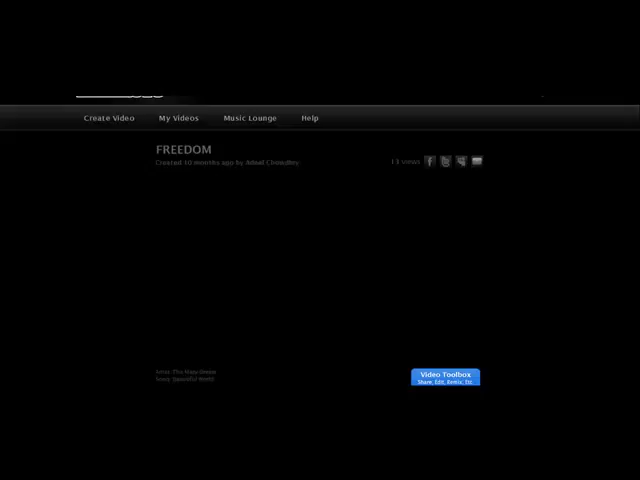 Create Video My Videos Music Lounge Help
FREEDOM
Created 10 months ago by Chowdhry
views
Video Toolbox
Share, Edit, Remix, Etc.